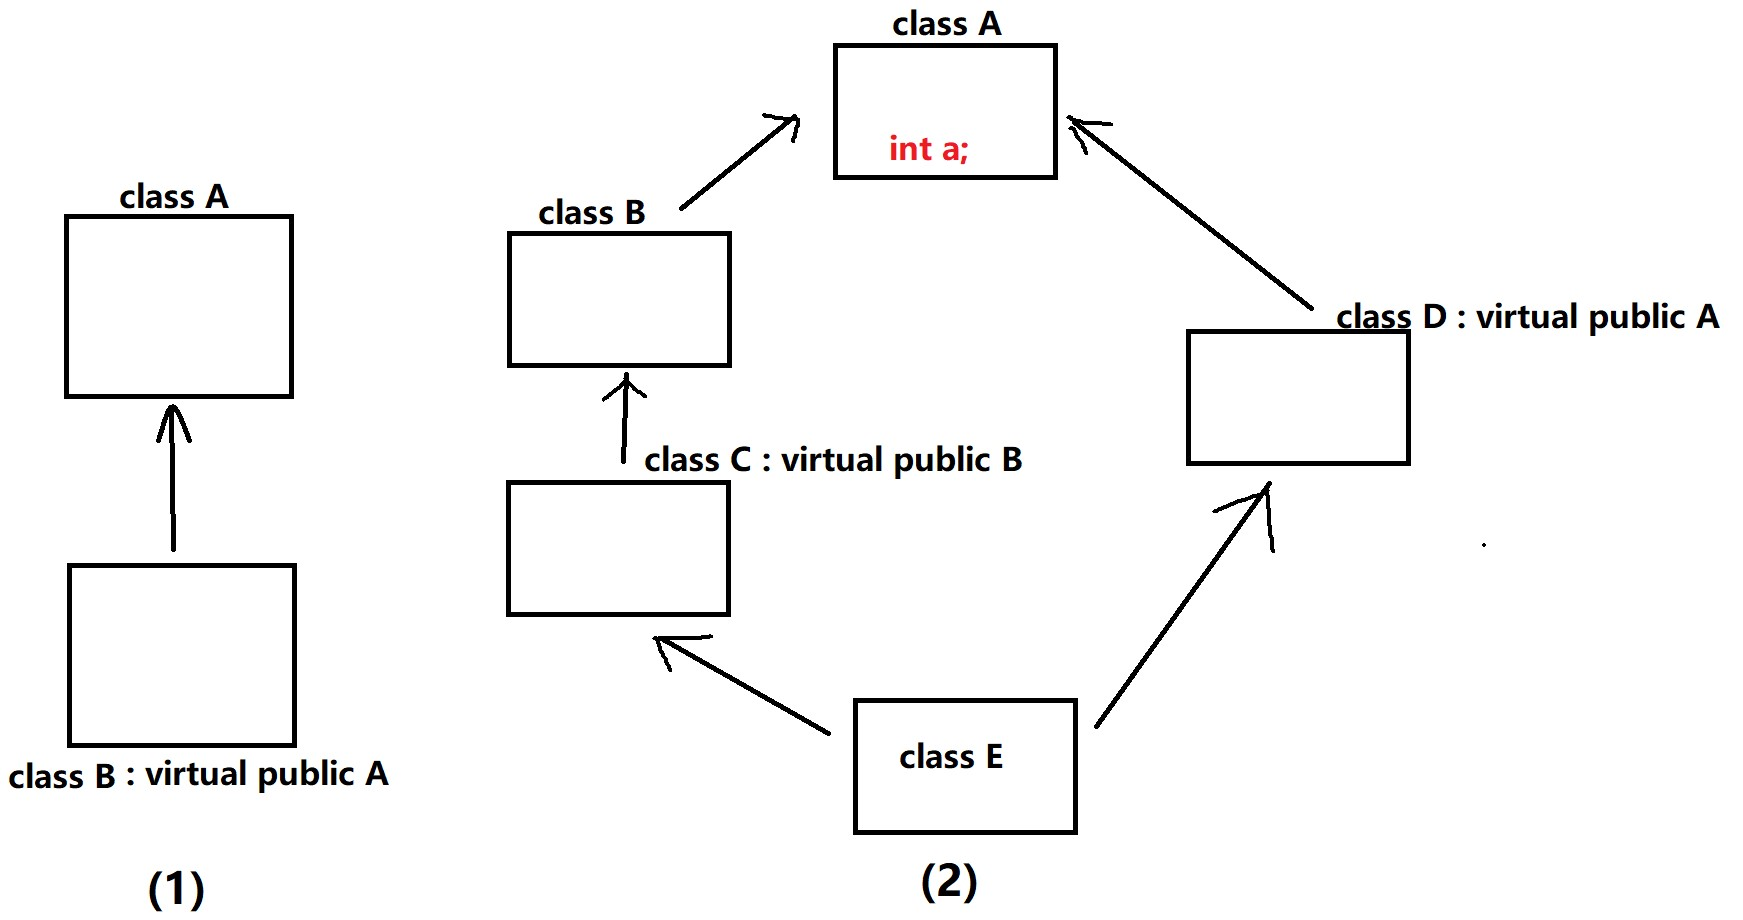 class A
class B : virtual public A
(1)
class A
int a;
class B
class C : virtual public B
class D : virtual public A
class E
(2)